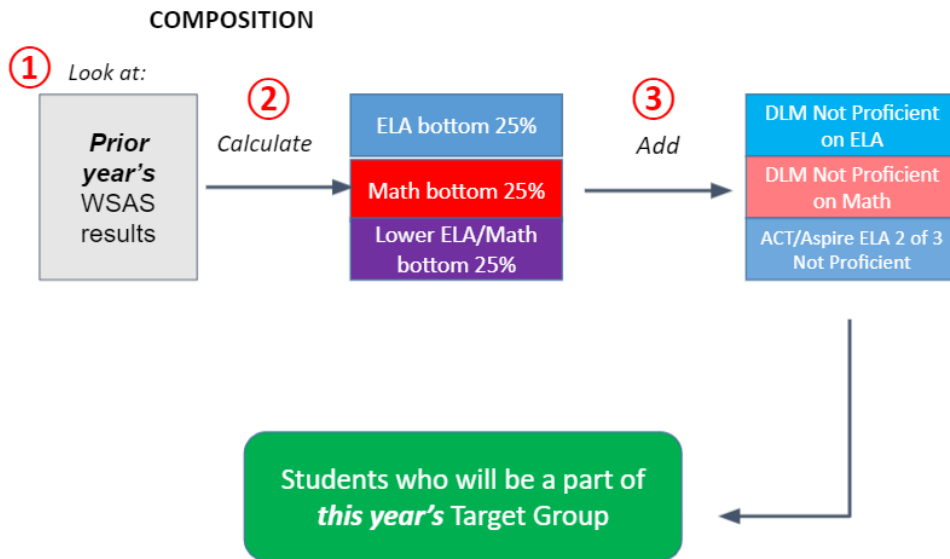 COMPOSITION
① Look at:
Prior
year's
WSAS
results
②
Calculate
ELA bottom 25%
Math bottom 25%
Lower ELA/Math
bottom 25%
③
Add
DLM Not Proficient
on ELA
DLM Not Proficient
on Math
ACT/Aspire ELA 2 of 3
Not Proficient
Students who will be a part of
this year's Target Group